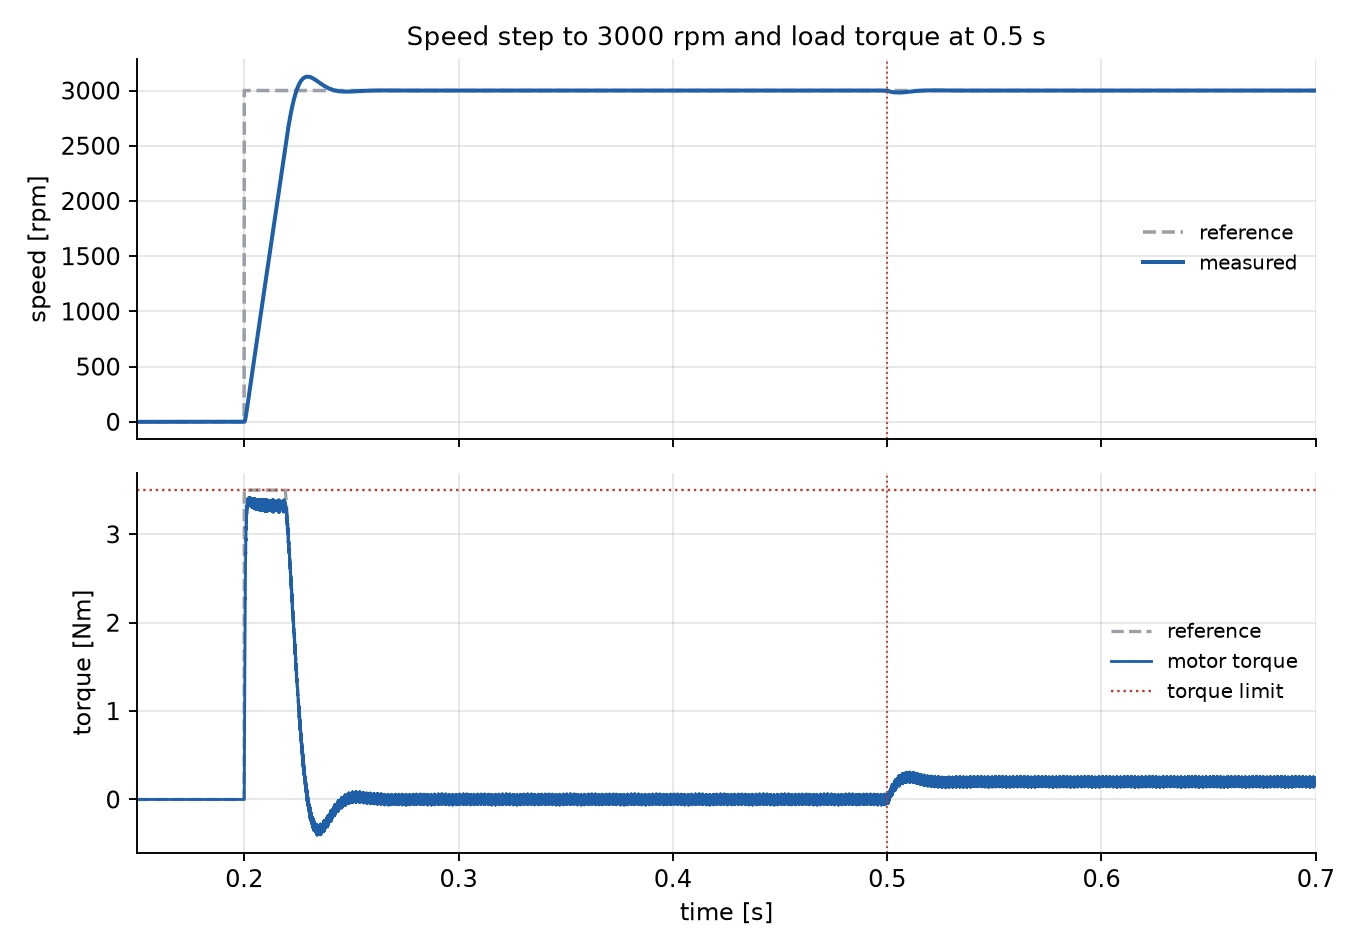 Speed step to 3000 rpm and load torque at 0.5 s
3000
2500
2000
1500
1000
500
0
speed [rpm]
reference
measured
3
2
1
0
torque [Nm]
reference
motor torque
torque limit
0.2 0.3 0.4 0.5 0.6 0.7
time [s]